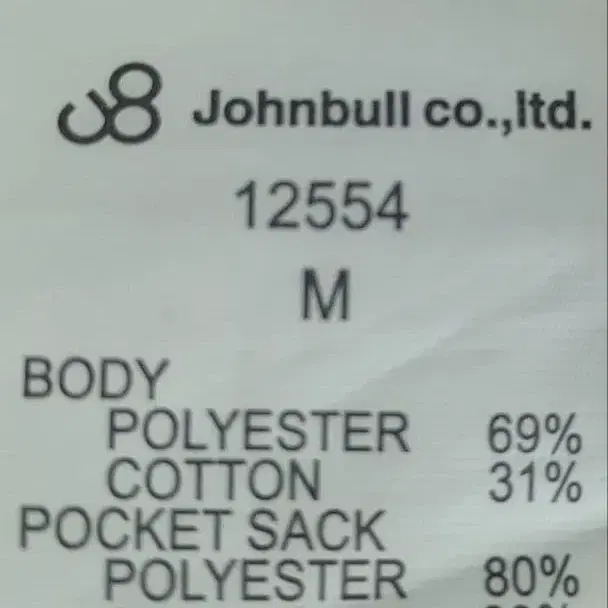 Johnbull co.,ltd.
12554
M
BODY
POLYESTER 69%
COTTON 31%
POCKET SACK
POLYESTER 80%